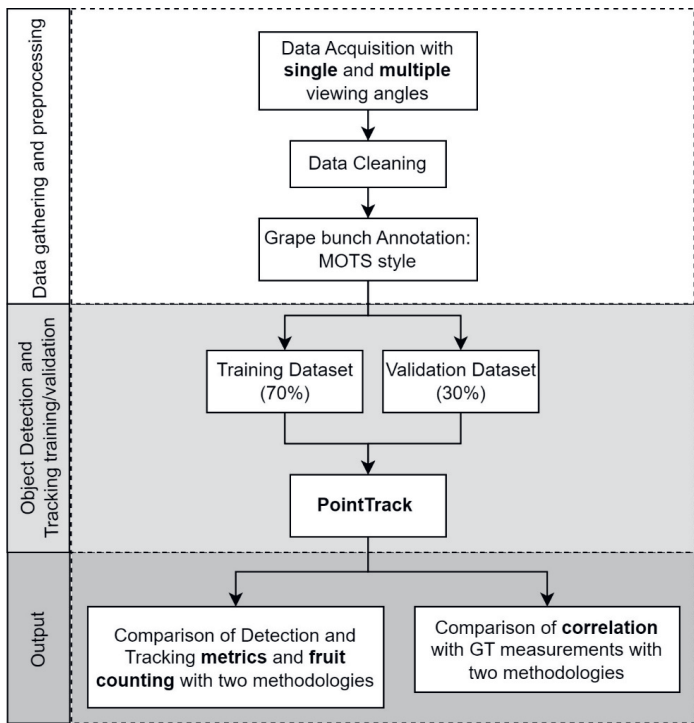 Data gathering and preprocessing
Data Acquisition with
single and multiple
viewing angles
Data Cleaning
Grape bunch Annotation:
MOTS style
Object Detection and
Tracking training/validation
Training Dataset
(70%)
Validation Dataset
(30%)
PointTrack
Output
Comparison of Detection and
Tracking metrics and fruit
counting with two methodologies
Comparison of correlation
with GT measurements with
two methodologies